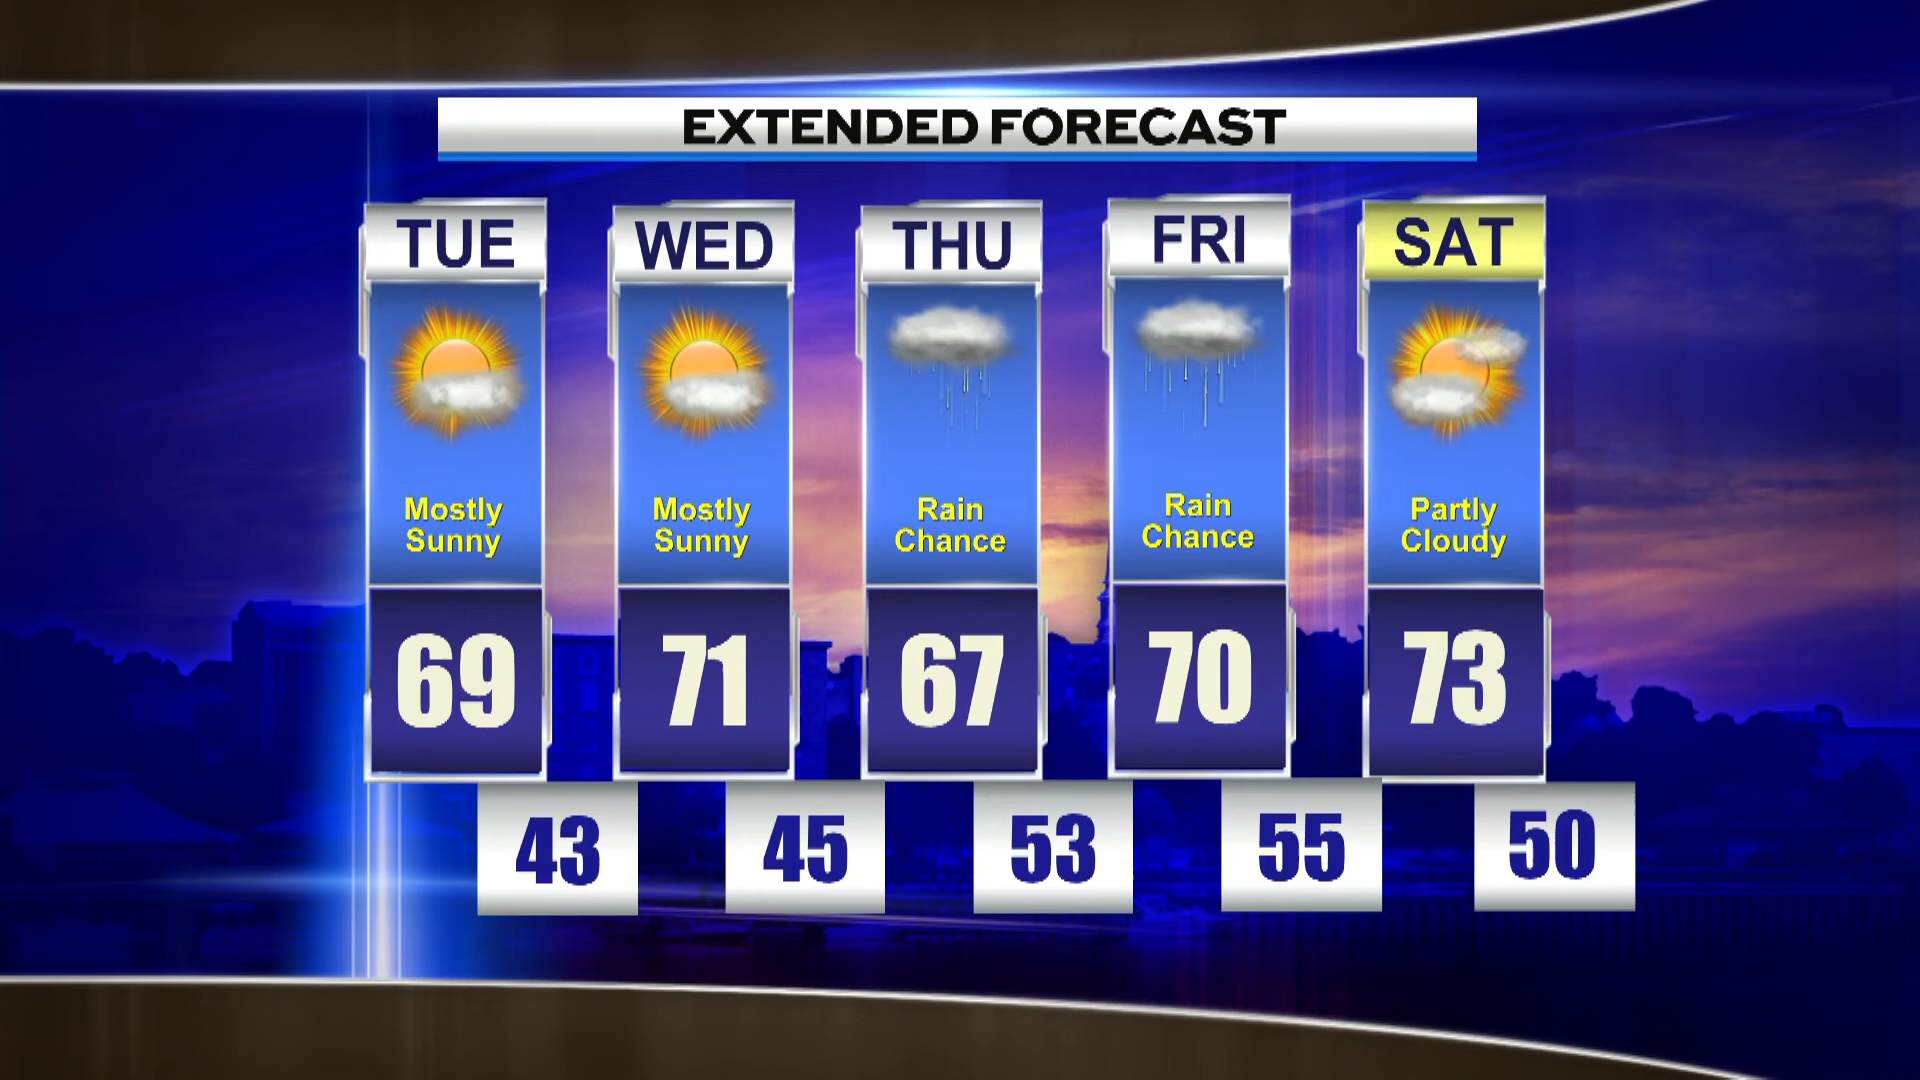 EXTENDED FORECAST
TUE WED THU FRI SAT
Mostly Mostly Rain Rain Partly
Sunny Sunny Chance Chance Cloudy
69 71 67 70 73
43 45 53 55 50